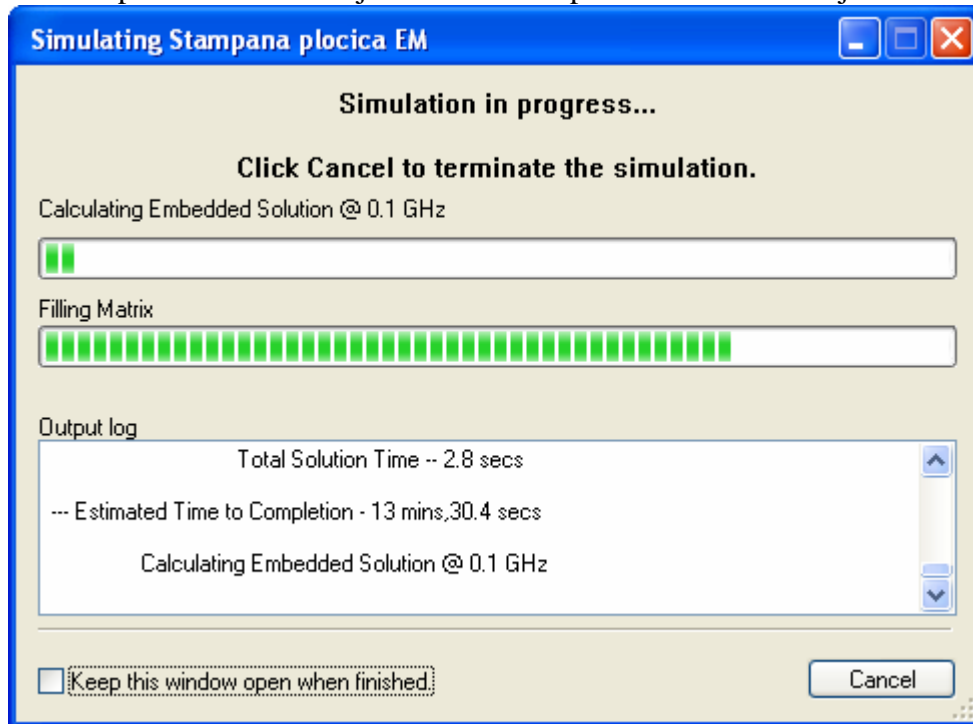 Simulating Stampana plocica EM
Simulation in progress...
Click Cancel to terminate the simulation.
Calculating Embedded Solution @ 0.1 GHz
Filling Matrix
Output log
Total Solution Time -- 2.8 secs
--- Estimated Time to Completion - 13 mins,30.4 secs
Calculating Embedded Solution @ 0.1 GHz
Keep this window open when finished.
Cancel